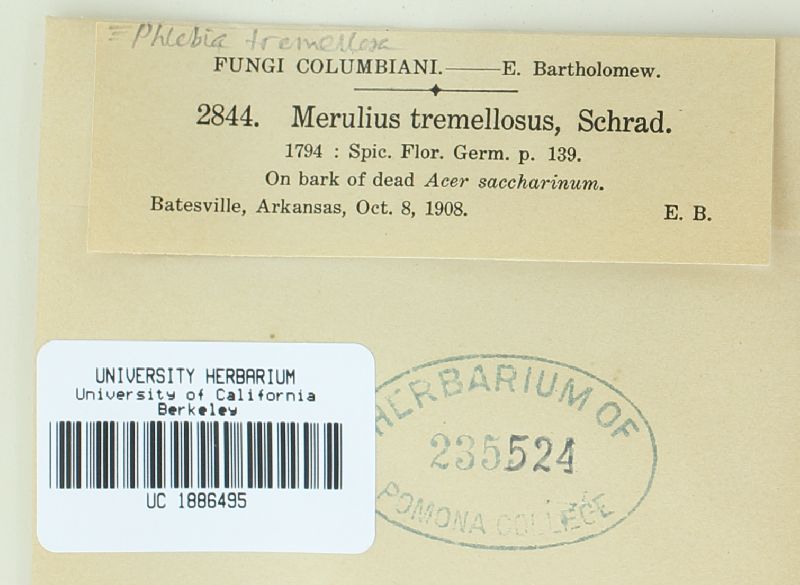 = Phlebia tremellosa
FUNGI COLUMBIANI.——E. Bartholomew.
2844. Merulius tremellosus, Schrad.
1794 : Spic. Flor. Germ. p. 139.
On bark of dead Acer saccharinum.
Batesville, Arkansas, Oct. 8, 1908. E. B.
UNIVERSITY HERBARIUM
University of California
Berkeley
UC 1886495
HERBARIUM OF
235524
POMONA COLLEGE